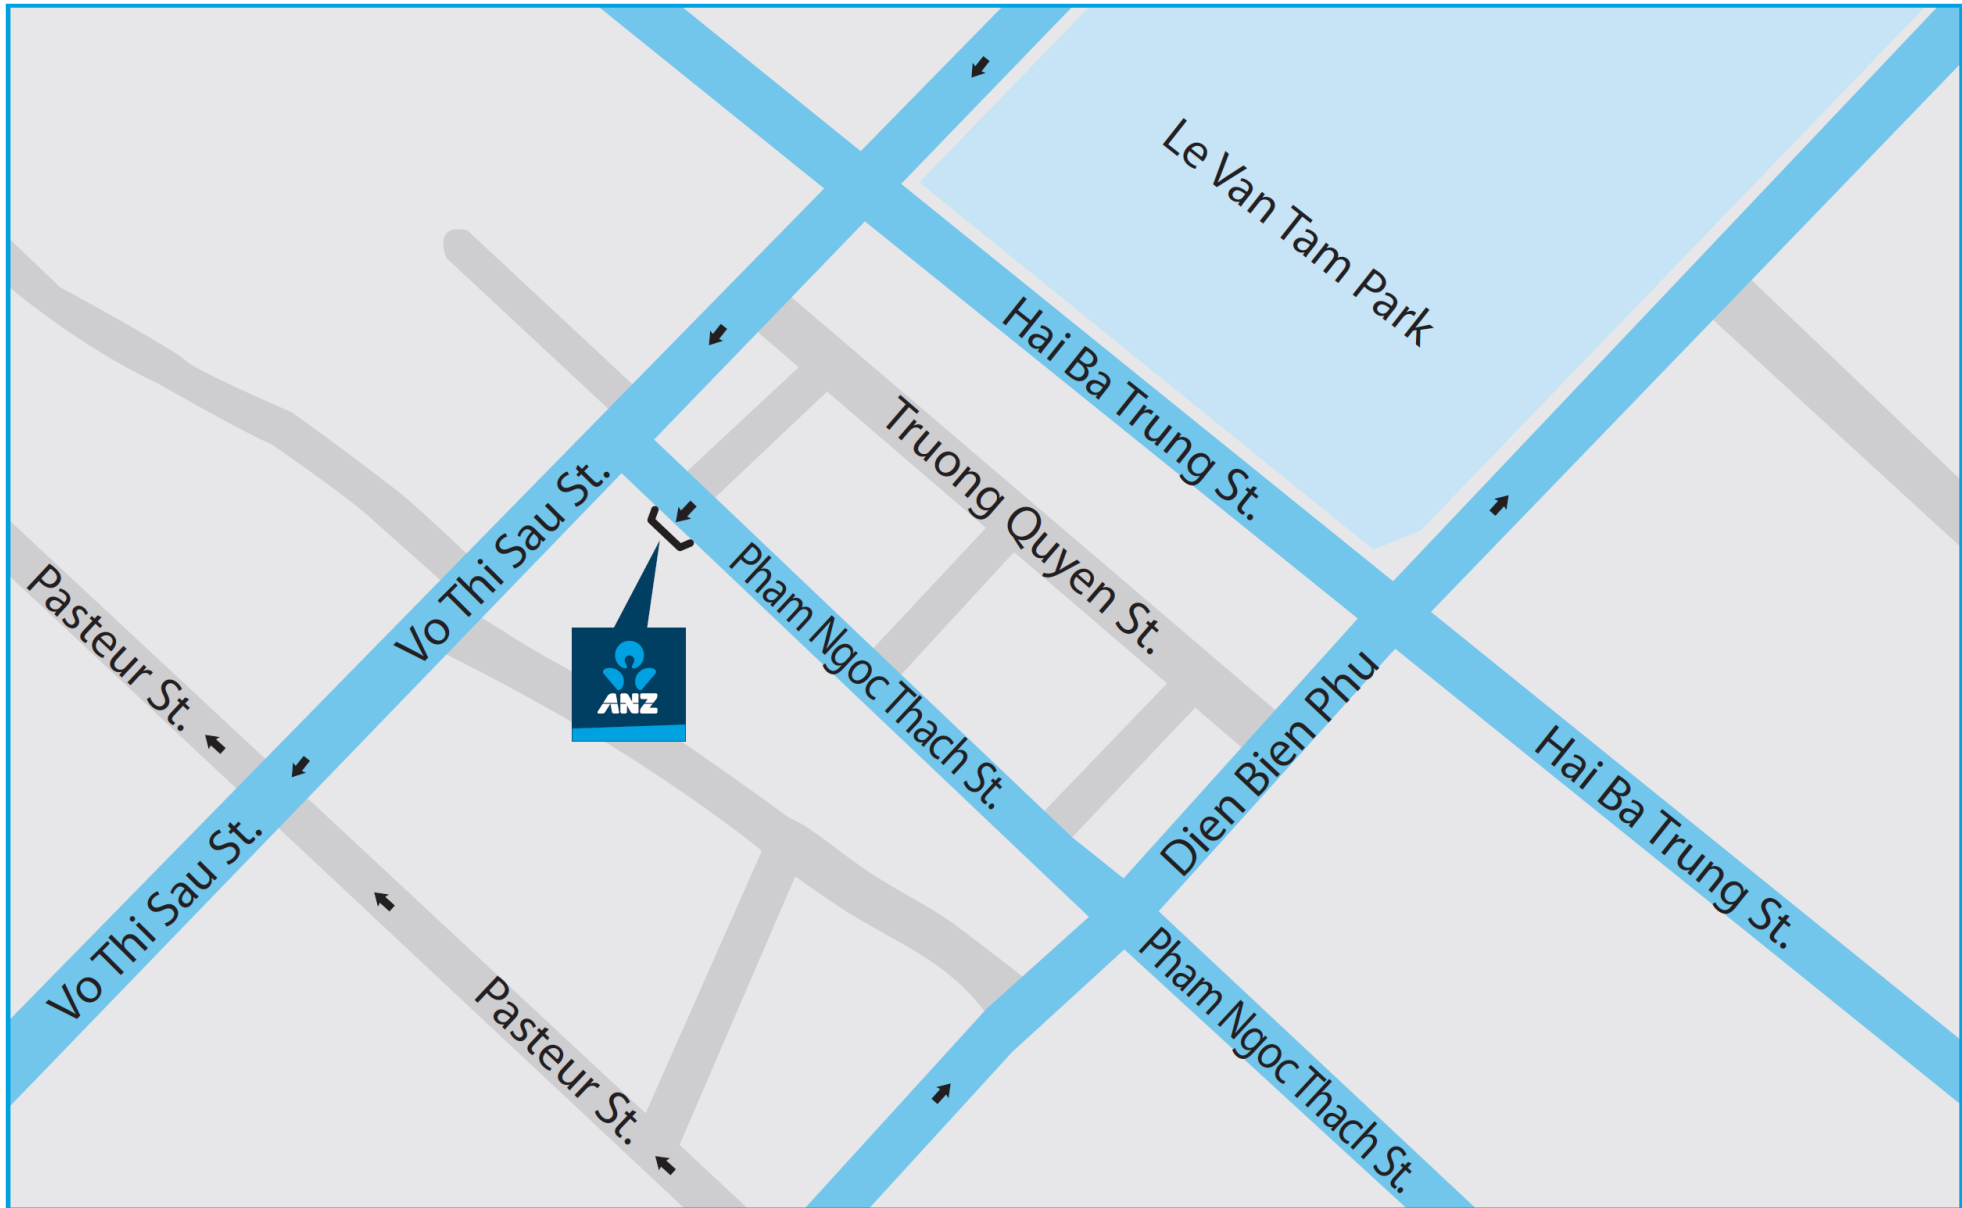 Le Van Tam Park
Hai Ba Trung St.
Truong Quyen St.
Vo Thi Sau St.
Pham Ngoc Thach St.
Pasteur St.
ANZ
Dien Bien Phu
Hai Ba Trung St.
Vo Thi Sau St.
Pham Ngoc Thach St.
Pasteur St.